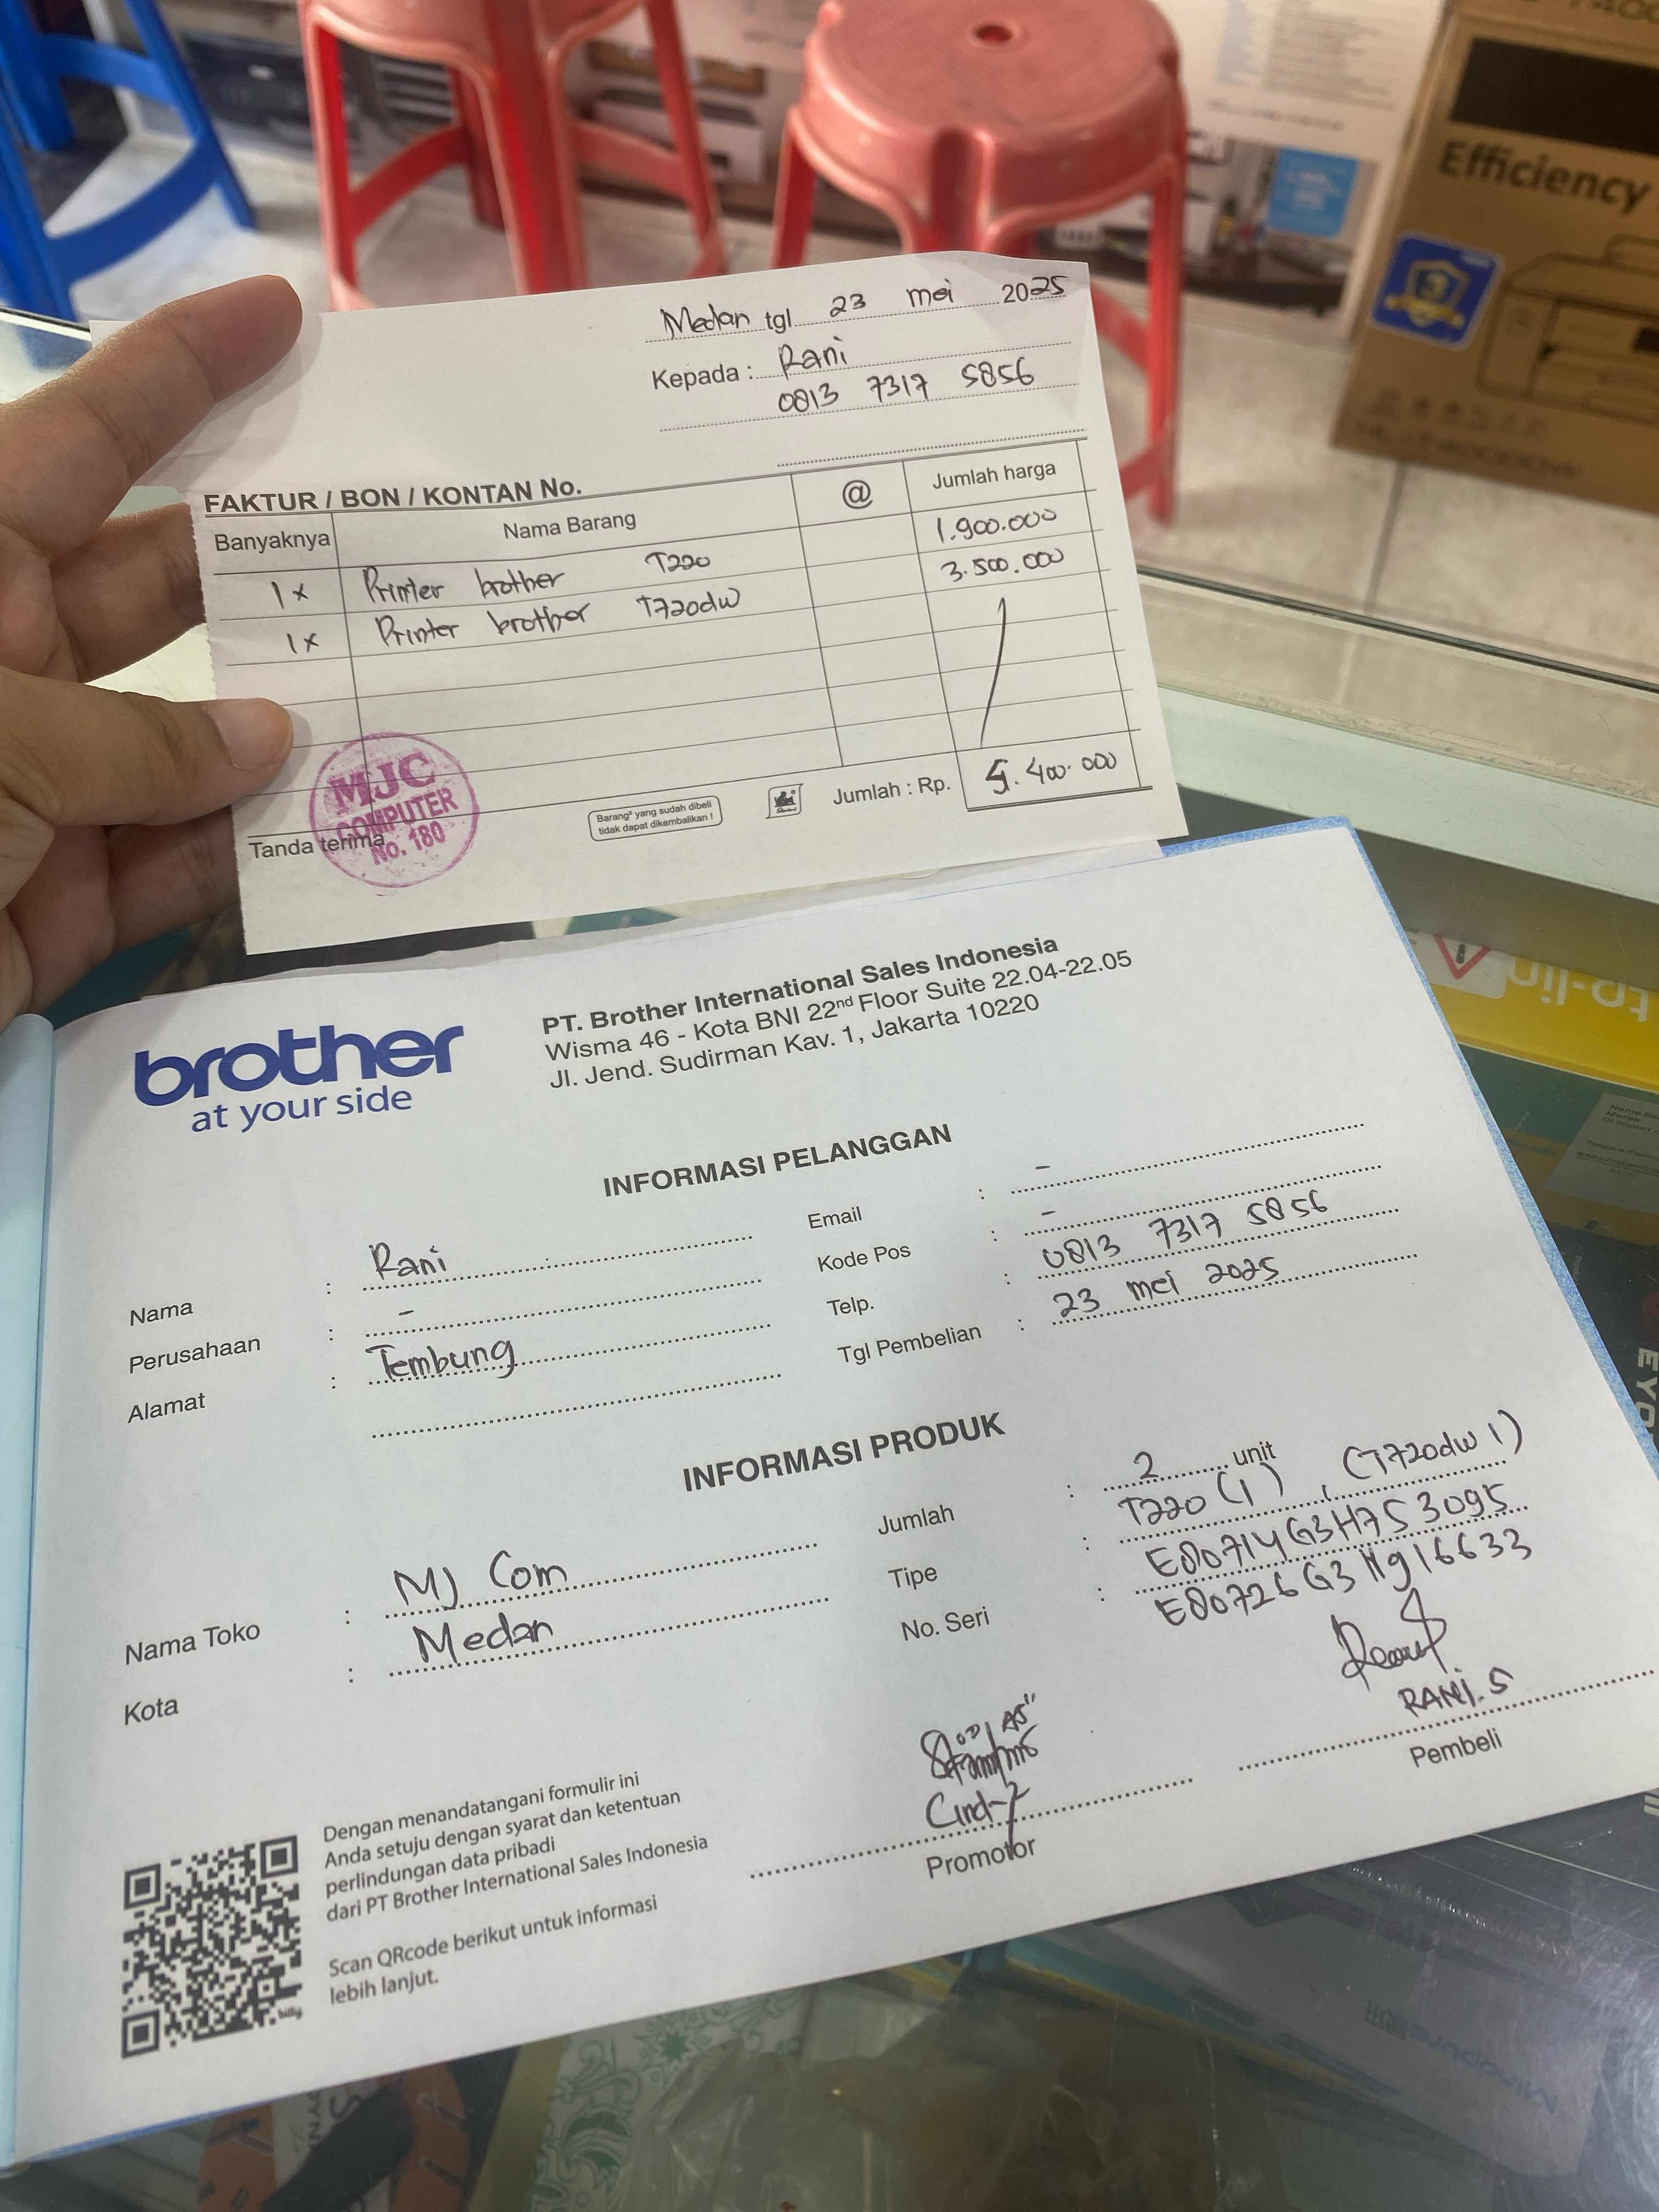 Efficiency
Medan tgl 23 mei 2025
Kepada : Rani
0813 7317 5856
FAKTUR / BON / KONTAN No.
Banyaknya Nama Barang @ Jumlah harga
1x Printer brother T220 1.900.000
1x Printer brother T720dw 3.500.000
Jumlah : Rp. 5.400.000
Barang² yang sudah dibeli
tidak dapat dikembalikan !
Tanda terima
MJC
COMPUTER
No. 180
tp-lin
brother
at your side
PT. Brother International Sales Indonesia
Wisma 46 - Kota BNI 22nd Floor Suite 22.04-22.05
Jl. Jend. Sudirman Kav. 1, Jakarta 10220
INFORMASI PELANGGAN
Nama : Rani
Perusahaan : -
Alamat : Tembung
Email : -
Kode Pos : -
Telp. : 0813 7317 5856
Tgl Pembelian : 23 mei 2025
INFORMASI PRODUK
Nama Toko : MJ Com
Kota : Medan
Jumlah : 2 unit
Tipe : T220 (1) , (T720dw 1)
No. Seri : E80714G3H753095
E80726G3H916633
Cindy
Promotor
RANI.S
Pembeli
Dengan menandatangani formulir ini
Anda setuju dengan syarat dan ketentuan
perlindungan data pribadi
dari PT Brother International Sales Indonesia
Scan QRcode berikut untuk informasi
lebih lanjut.